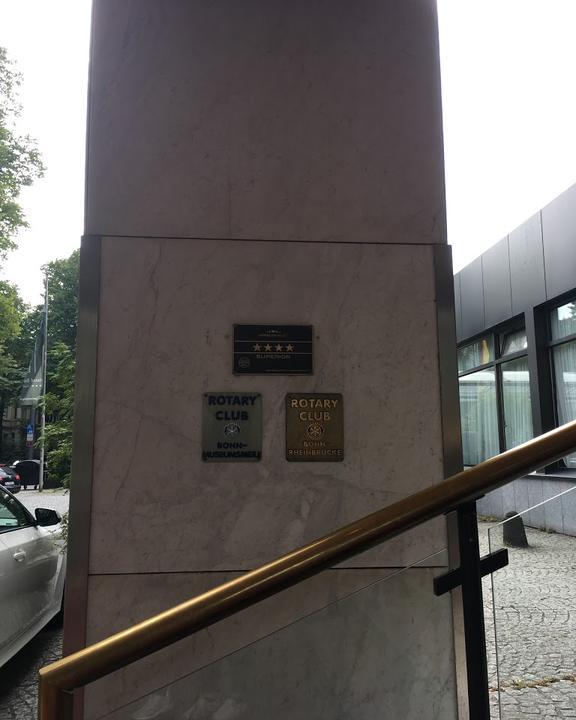 ★★★★
SUPERIOR
ROTARY
CLUB
BONN-
MUSEUMSMEILE
ROTARY
CLUB
BONN-
RHEINBRÜCKE